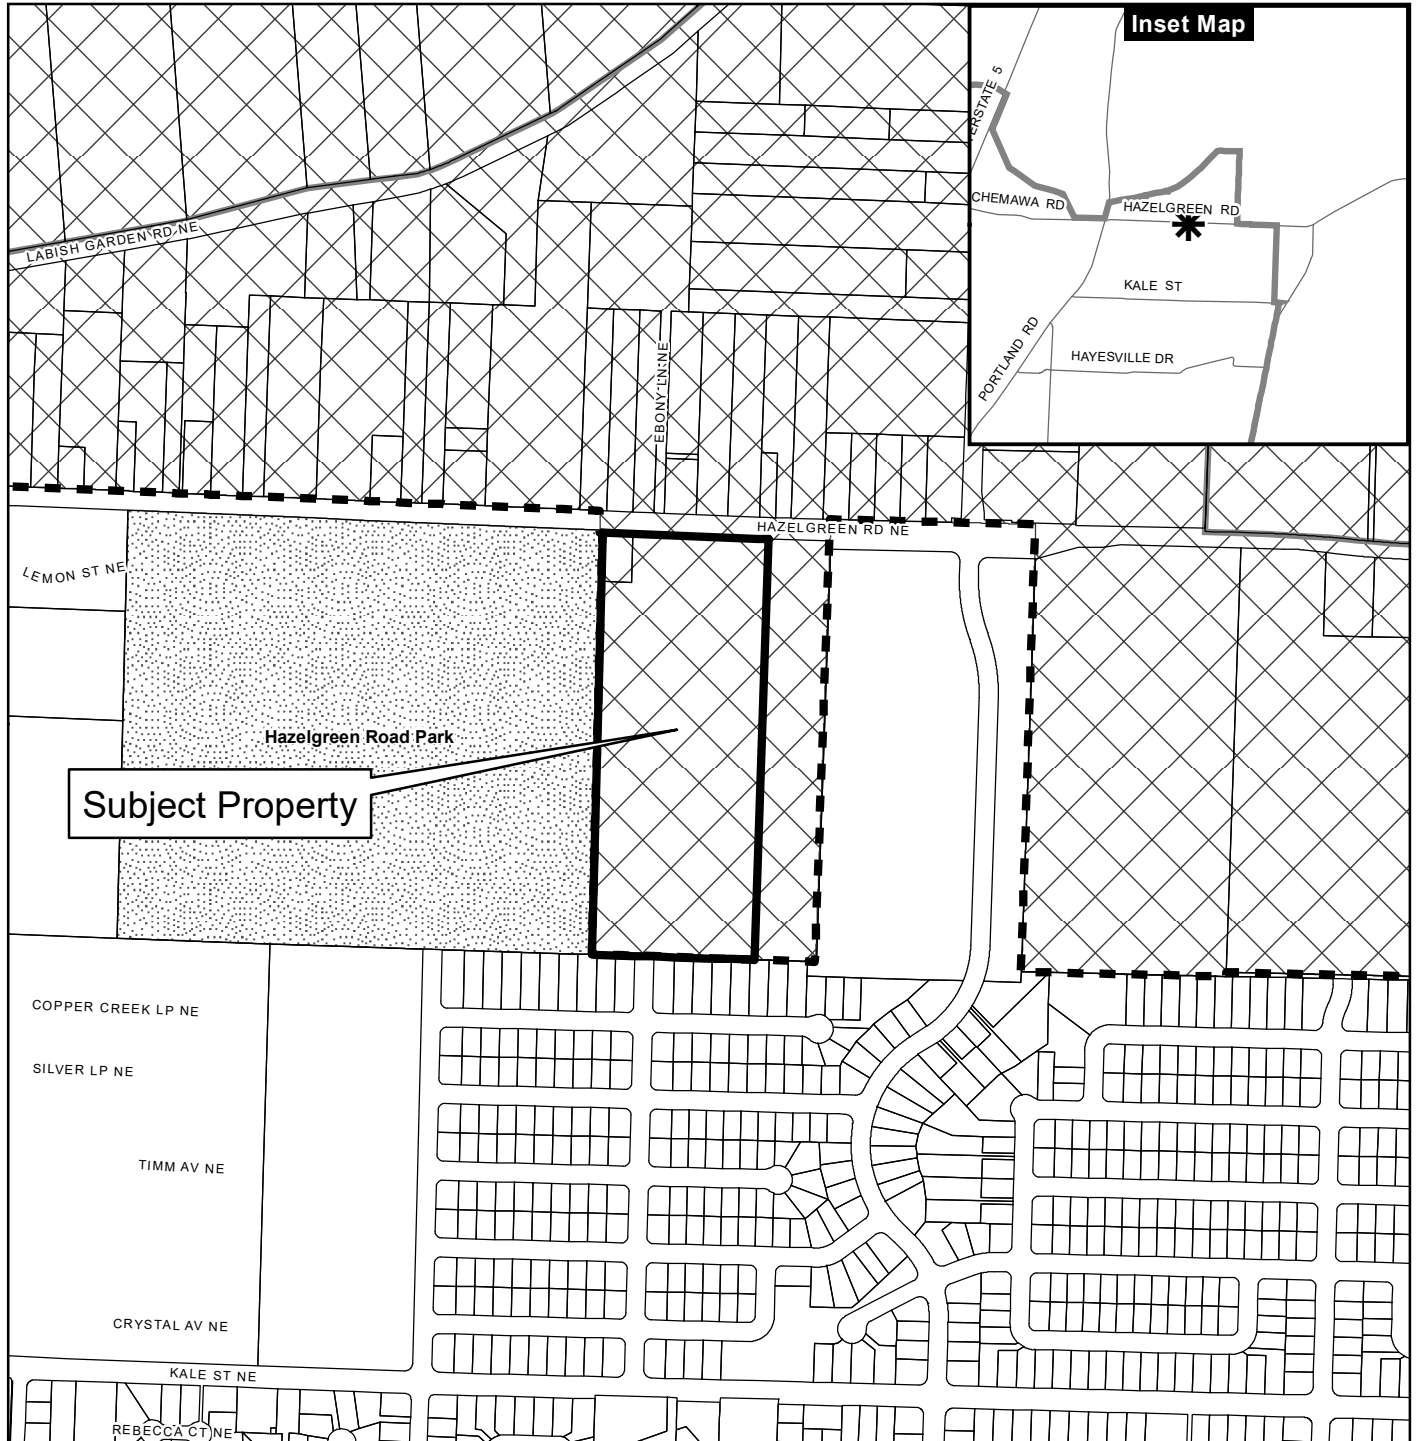 Inset Map
ERSTATE 5
CHEMAWA RD
HAZELGREEN RD
KALE ST
PORTLAND RD
HAYESVILLE DR
LABISH GARDEN RD NE
EBONY LN NE
HAZELGREEN RD NE
LEMON ST NE
Hazelgreen Road Park
Subject Property
COPPER CREEK LP NE
SILVER LP NE
TIMM AV NE
CRYSTAL AV NE
KALE ST NE
REBECCA CT NE